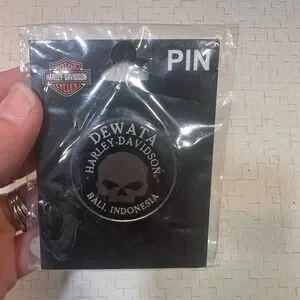 PIN
MOTOR
HARLEY-DAVIDSON
CYCLES
DEWATA
HARLEY-DAVIDSON®
BALI, INDONESIA